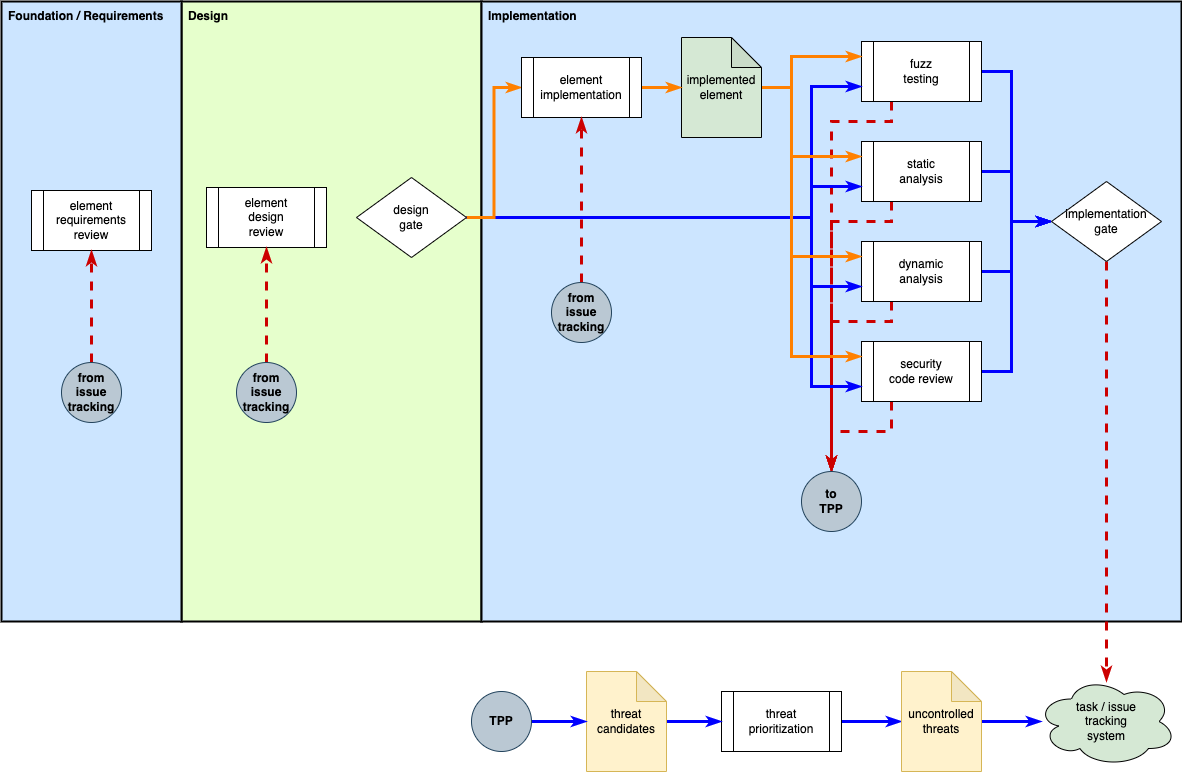 Foundation / Requirements
Design
Implementation
element
requirements
review
from
issue
tracking
element
design
review
from
issue
tracking
design
gate
element
implementation
from
issue
tracking
implemented
element
fuzz
testing
static
analysis
dynamic
analysis
security
code review
to
TPP
implementation
gate
TPP
threat
candidates
threat
prioritization
uncontrolled
threats
task / issue
tracking
system